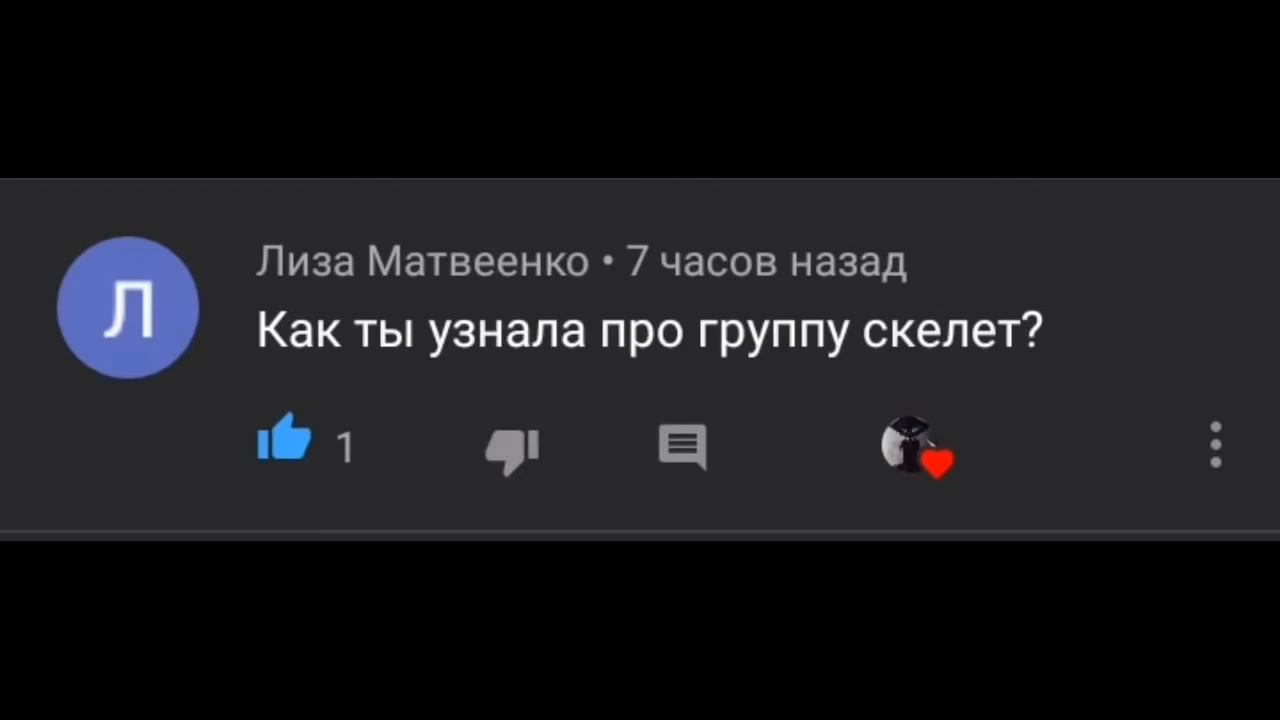 Л
Лиза Матвеенко • 7 часов назад
Как ты узнала про группу скелет?
1